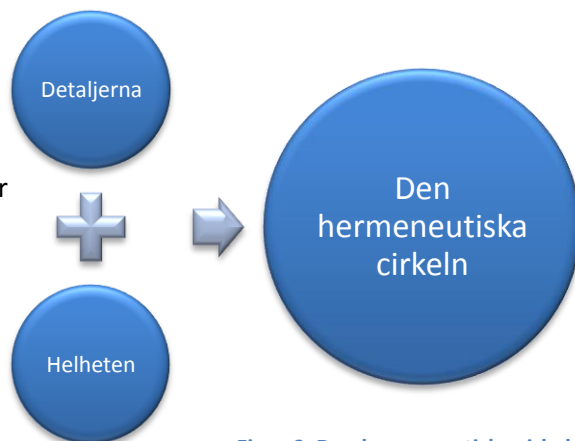 Detaljerna
r
Den
hermeneutiska
cirkeln
Helheten